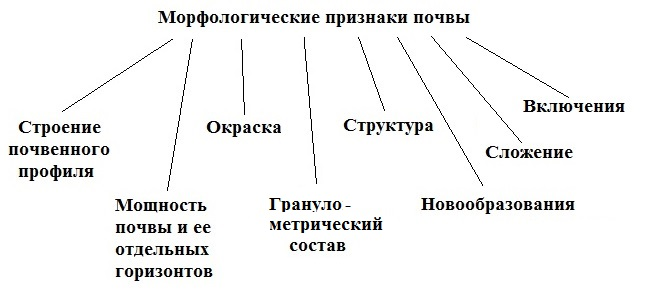 Морфологические признаки почвы
Строение
почвенного
профиля
Мощность
почвы и ее
отдельных
горизонтов
Окраска
Грануло -
метрический
состав
Структура
Новообразования
Сложение
Включения